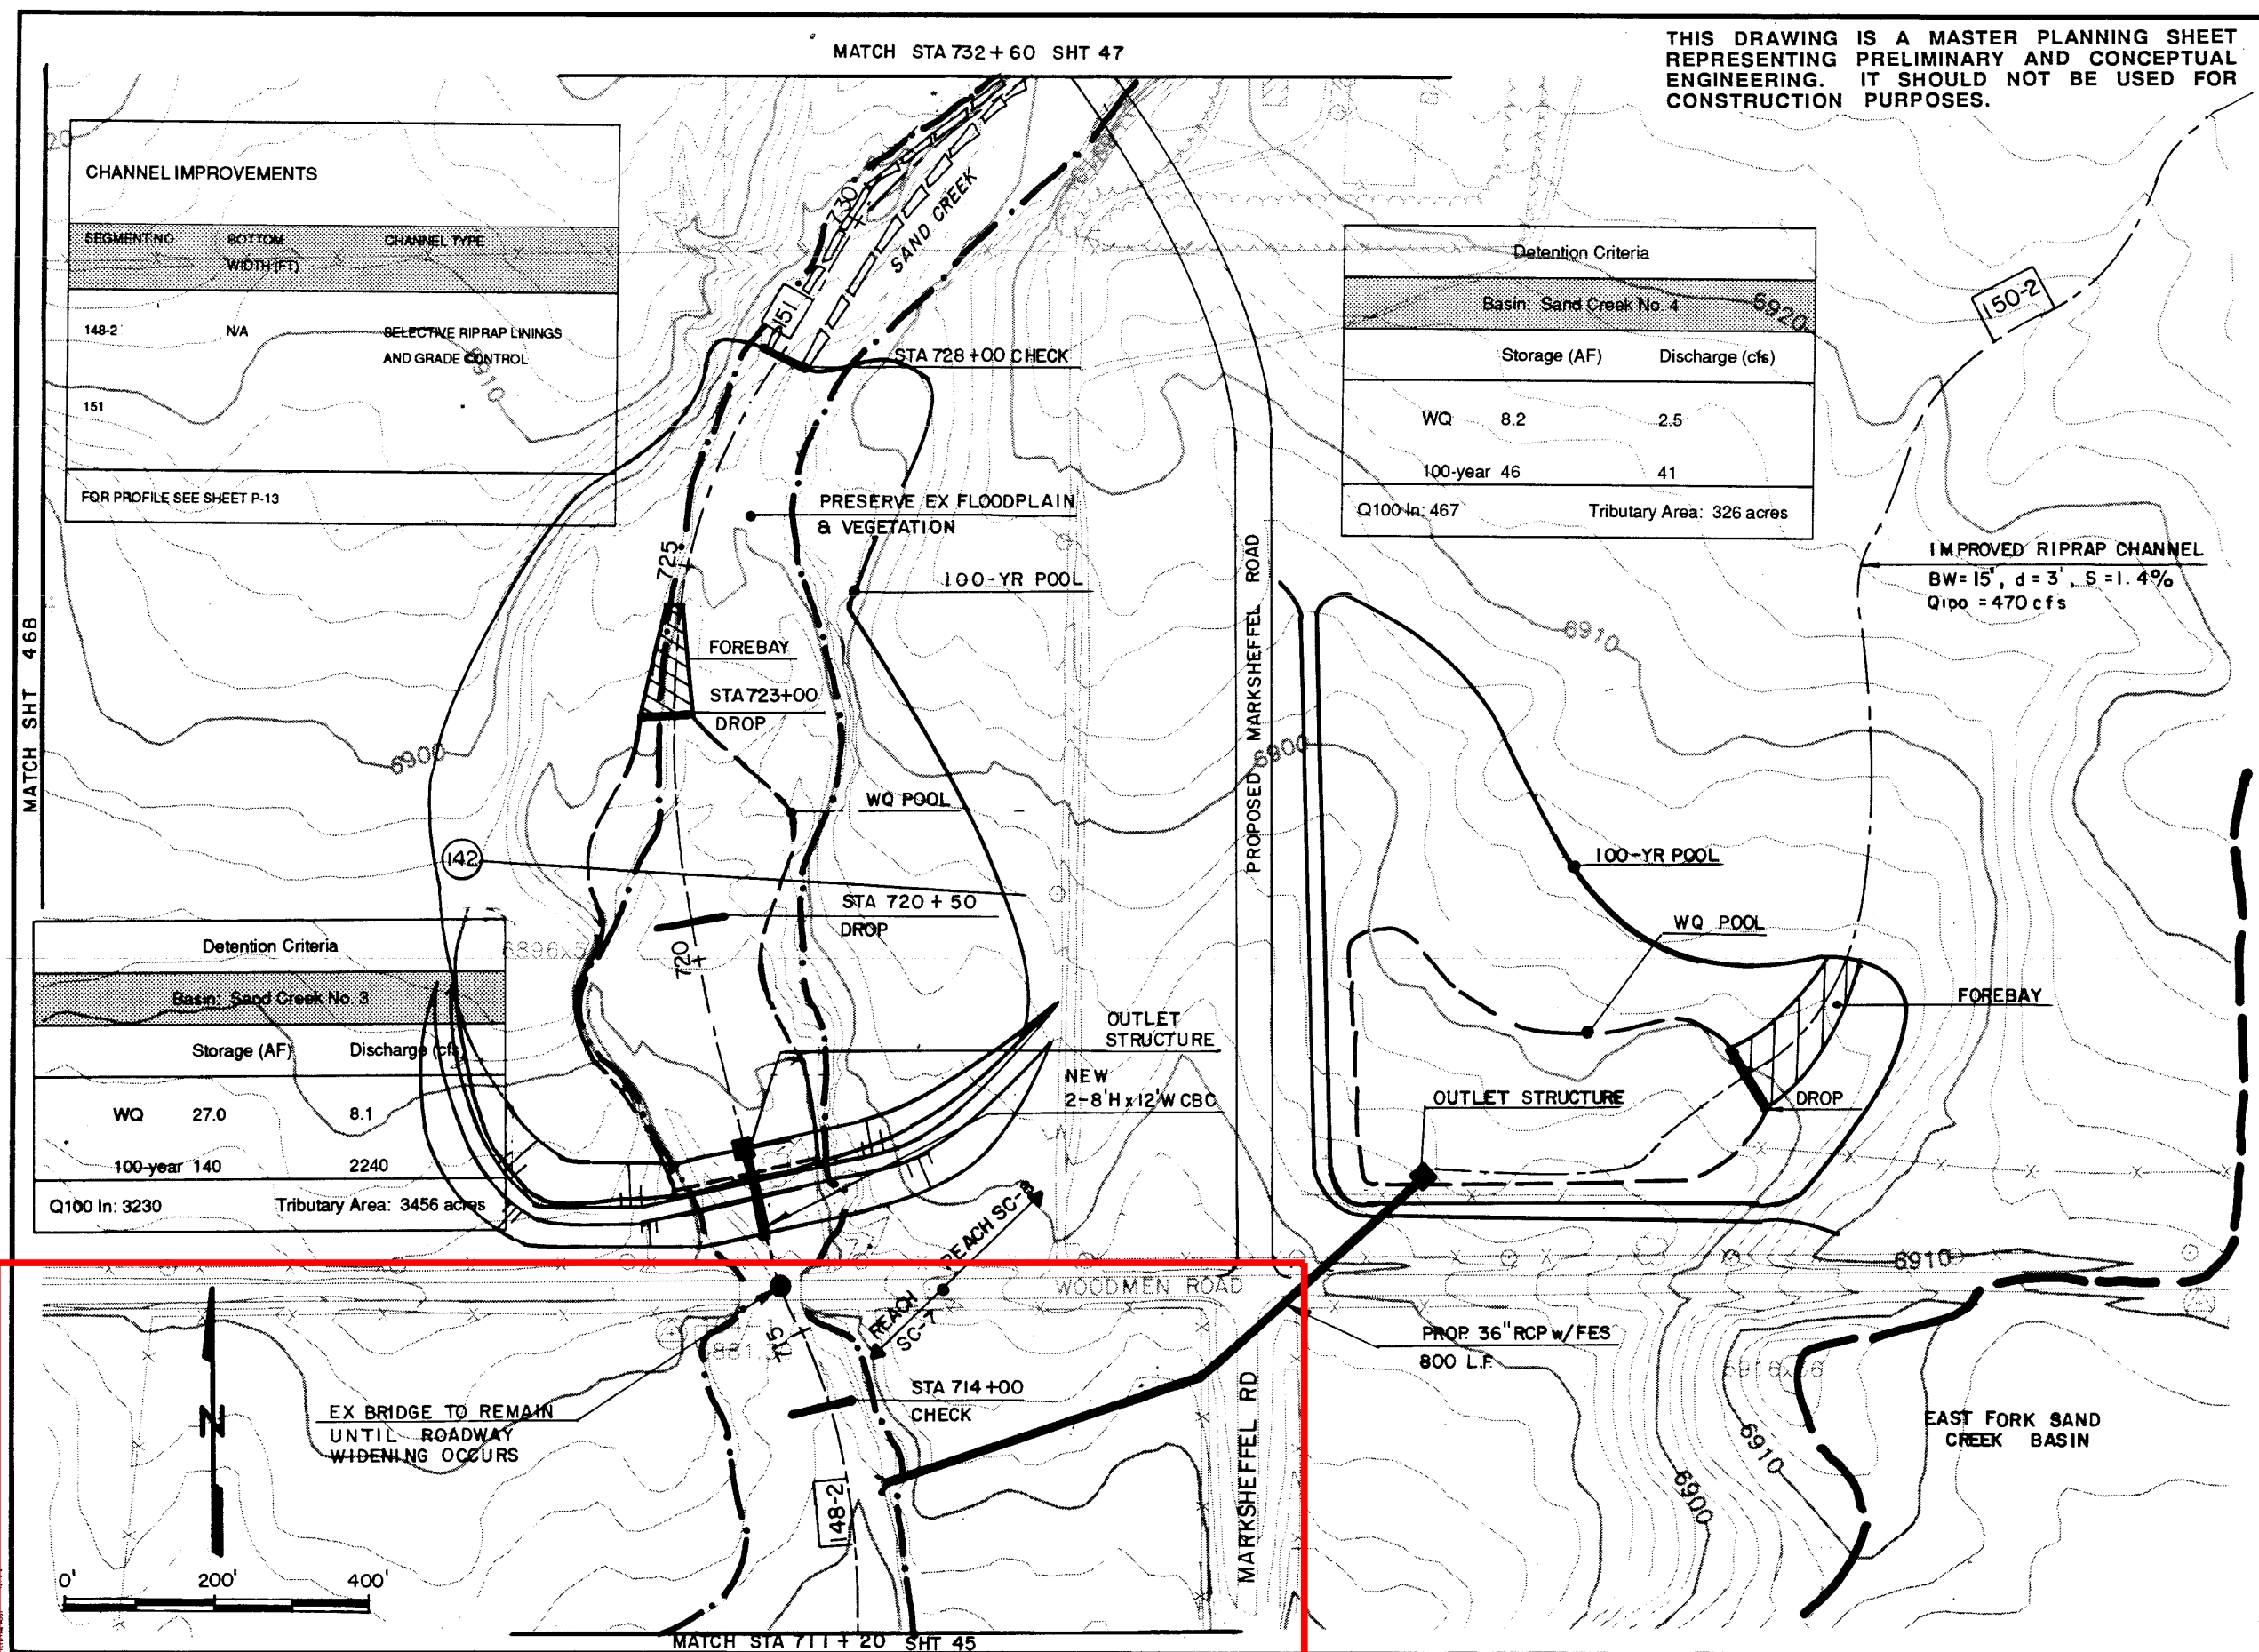 MATCH STA 732+60 SHT 47
THIS DRAWING IS A MASTER PLANNING SHEET
REPRESENTING PRELIMINARY AND CONCEPTUAL
ENGINEERING. IT SHOULD NOT BE USED FOR
CONSTRUCTION PURPOSES.
CHANNEL IMPROVEMENTS
SEGMENT NO BOTTOM CHANNEL TYPE
WIDTH (FT)
148-2 N/A SELECTIVE RIPRAP LININGS
AND GRADE CONTROL
151
FOR PROFILE SEE SHEET P-13
6910
730
SAND CREEK
151
STA 728+00 CHECK
Detention Criteria
Basin: Sand Creek No. 4
6920
Storage (AF) Discharge (cfs)
WQ 8.2 2.5
100-year 46 41
Q100 In: 467 Tributary Area: 326 acres
150-2
IMPROVED RIPRAP CHANNEL
BW= 15', d = 3', S = 1.4%
Q100 = 470 cfs
PRESERVE EX FLOODPLAIN
& VEGETATION
725
100-YR POOL
FOREBAY
STA 723+00
DROP
MATCH SHT 46B
6900
WQ POOL
142
STA 720 + 50
DROP
720
PROPOSED MARKSHEFFEL ROAD
6900
6910
100-YR POOL
WQ POOL
FOREBAY
DROP
OUTLET STRUCTURE
Detention Criteria
Basin: Sand Creek No. 3
Storage (AF) Discharge (cfs)
WQ 27.0 8.1
100-year 140 2240
Q100 In: 3230 Tributary Area: 3456 acres
OUTLET
STRUCTURE
NEW
2-8'H x 12'W CBC
REACH SC-8
REACH
SC-7
WOODMEN ROAD
6910
715
PROP. 36" RCP w/FES
800 L.F.
STA 714+00
CHECK
EX BRIDGE TO REMAIN
UNTIL ROADWAY
WIDENING OCCURS
N
148-2
MARKSHEFFEL RD
6900
6910
EAST FORK SAND
CREEK BASIN
0' 200' 400'
MATCH STA 711 + 20 SHT 45